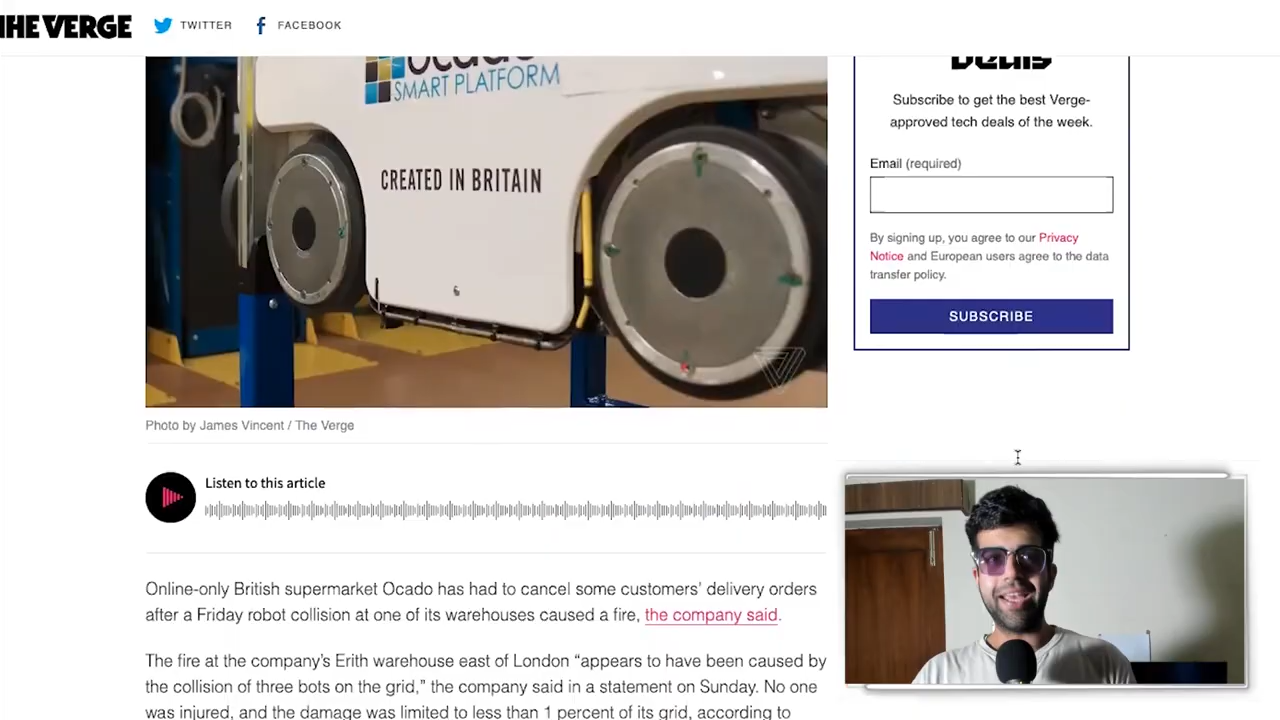 THE VERGE
TWITTER
FACEBOOK
ocado
SMART PLATFORM
CREATED IN BRITAIN
Photo by James Vincent / The Verge
Listen to this article
Online-only British supermarket Ocado has had to cancel some customers' delivery orders
after a Friday robot collision at one of its warehouses caused a fire, the company said.
The fire at the company's Erith warehouse east of London “appears to have been caused by
the collision of three bots on the grid,” the company said in a statement on Sunday. No one
was injured, and the damage was limited to less than 1 percent of its grid, according to
Deals
Subscribe to get the best Verge-
approved tech deals of the week.
Email (required)
By signing up, you agree to our Privacy
Notice and European users agree to the data
transfer policy.
SUBSCRIBE